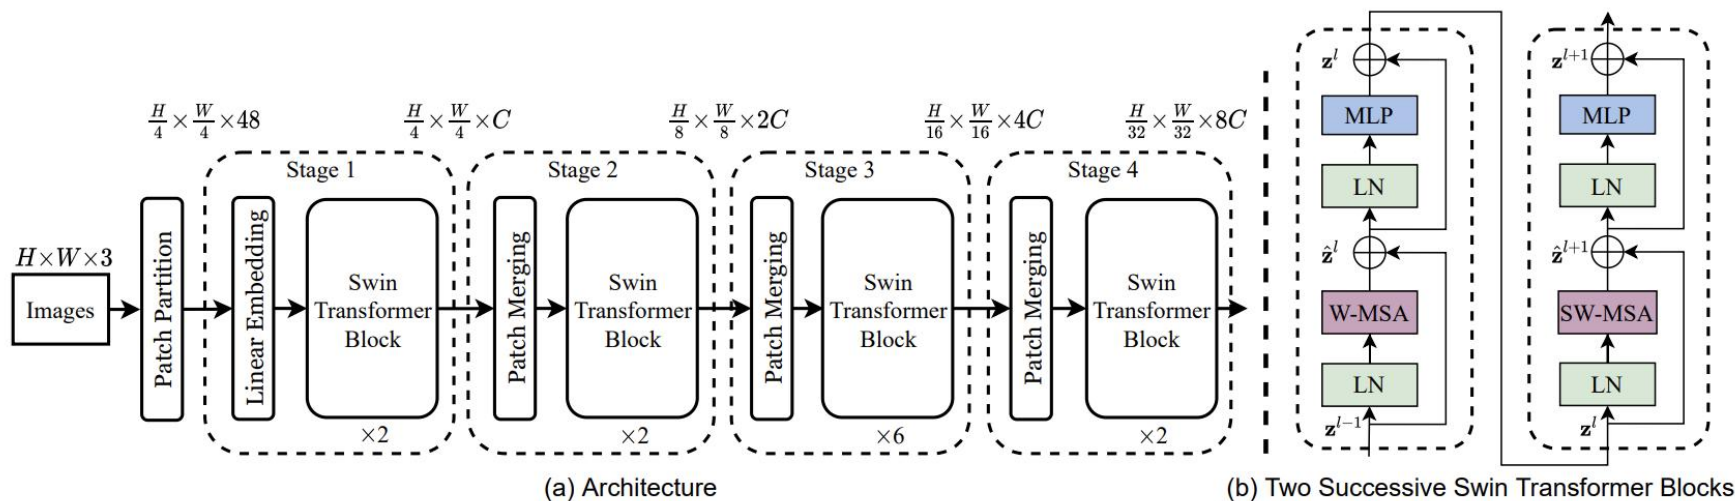 H×W×3
Images
H/4 × W/4 × 48
Patch Partition
Stage 1
Linear Embedding
Swin
Transformer
Block
×2
H/4 × W/4 × C
Stage 2
Patch Merging
Swin
Transformer
Block
×2
H/8 × W/8 × 2C
Stage 3
Patch Merging
Swin
Transformer
Block
×6
H/16 × W/16 × 4C
Stage 4
Patch Merging
Swin
Transformer
Block
×2
H/32 × W/32 × 8C
(a) Architecture
z^l
MLP
LN
ẑ^l
W-MSA
LN
z^{l−1}
z^{l+1}
MLP
LN
ẑ^{l+1}
SW-MSA
LN
z^l
(b) Two Successive Swin Transformer Blocks